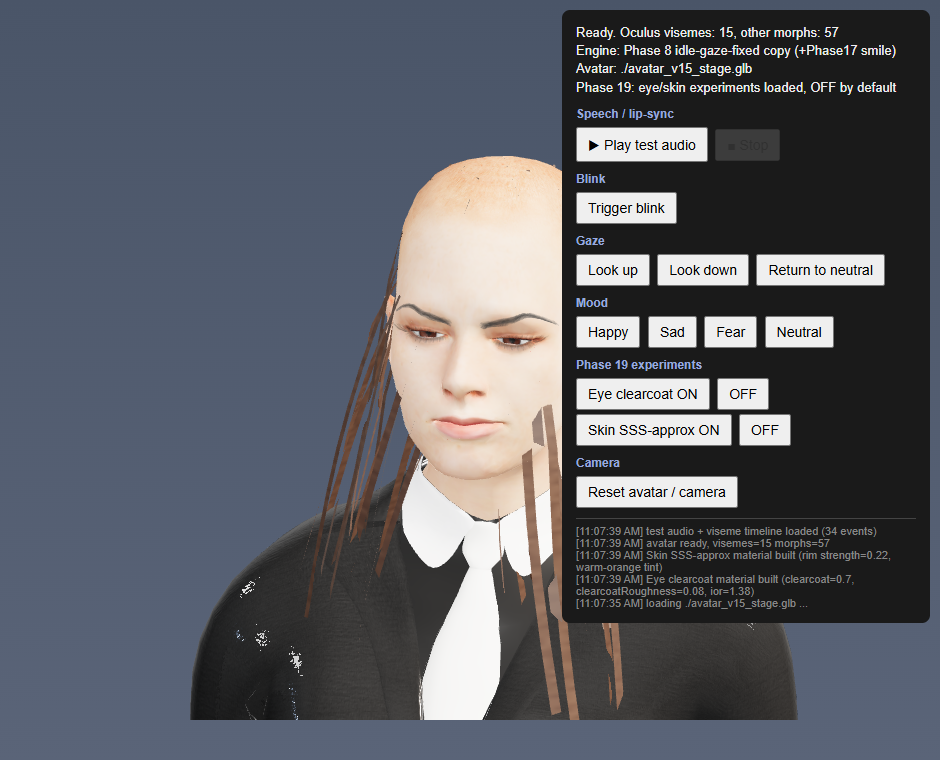 Ready. Oculus visemes: 15, other morphs: 57
Engine: Phase 8 idle-gaze-fixed copy (+Phase17 smile)
Avatar: ./avatar_v15_stage.glb
Phase 19: eye/skin experiments loaded, OFF by default
Speech / lip-sync
▶ Play test audio ■ Stop
Blink
Trigger blink
Gaze
Look up Look down Return to neutral
Mood
Happy Sad Fear Neutral
Phase 19 experiments
Eye clearcoat ON OFF
Skin SSS-approx ON OFF
Camera
Reset avatar / camera
[11:07:39 AM] test audio + viseme timeline loaded (34 events)
[11:07:39 AM] avatar ready, visemes=15 morphs=57
[11:07:39 AM] Skin SSS-approx material built (rim strength=0.22,
warm-orange tint)
[11:07:39 AM] Eye clearcoat material built (clearcoat=0.7,
clearcoatRoughness=0.08, ior=1.38)
[11:07:35 AM] loading ./avatar_v15_stage.glb ...